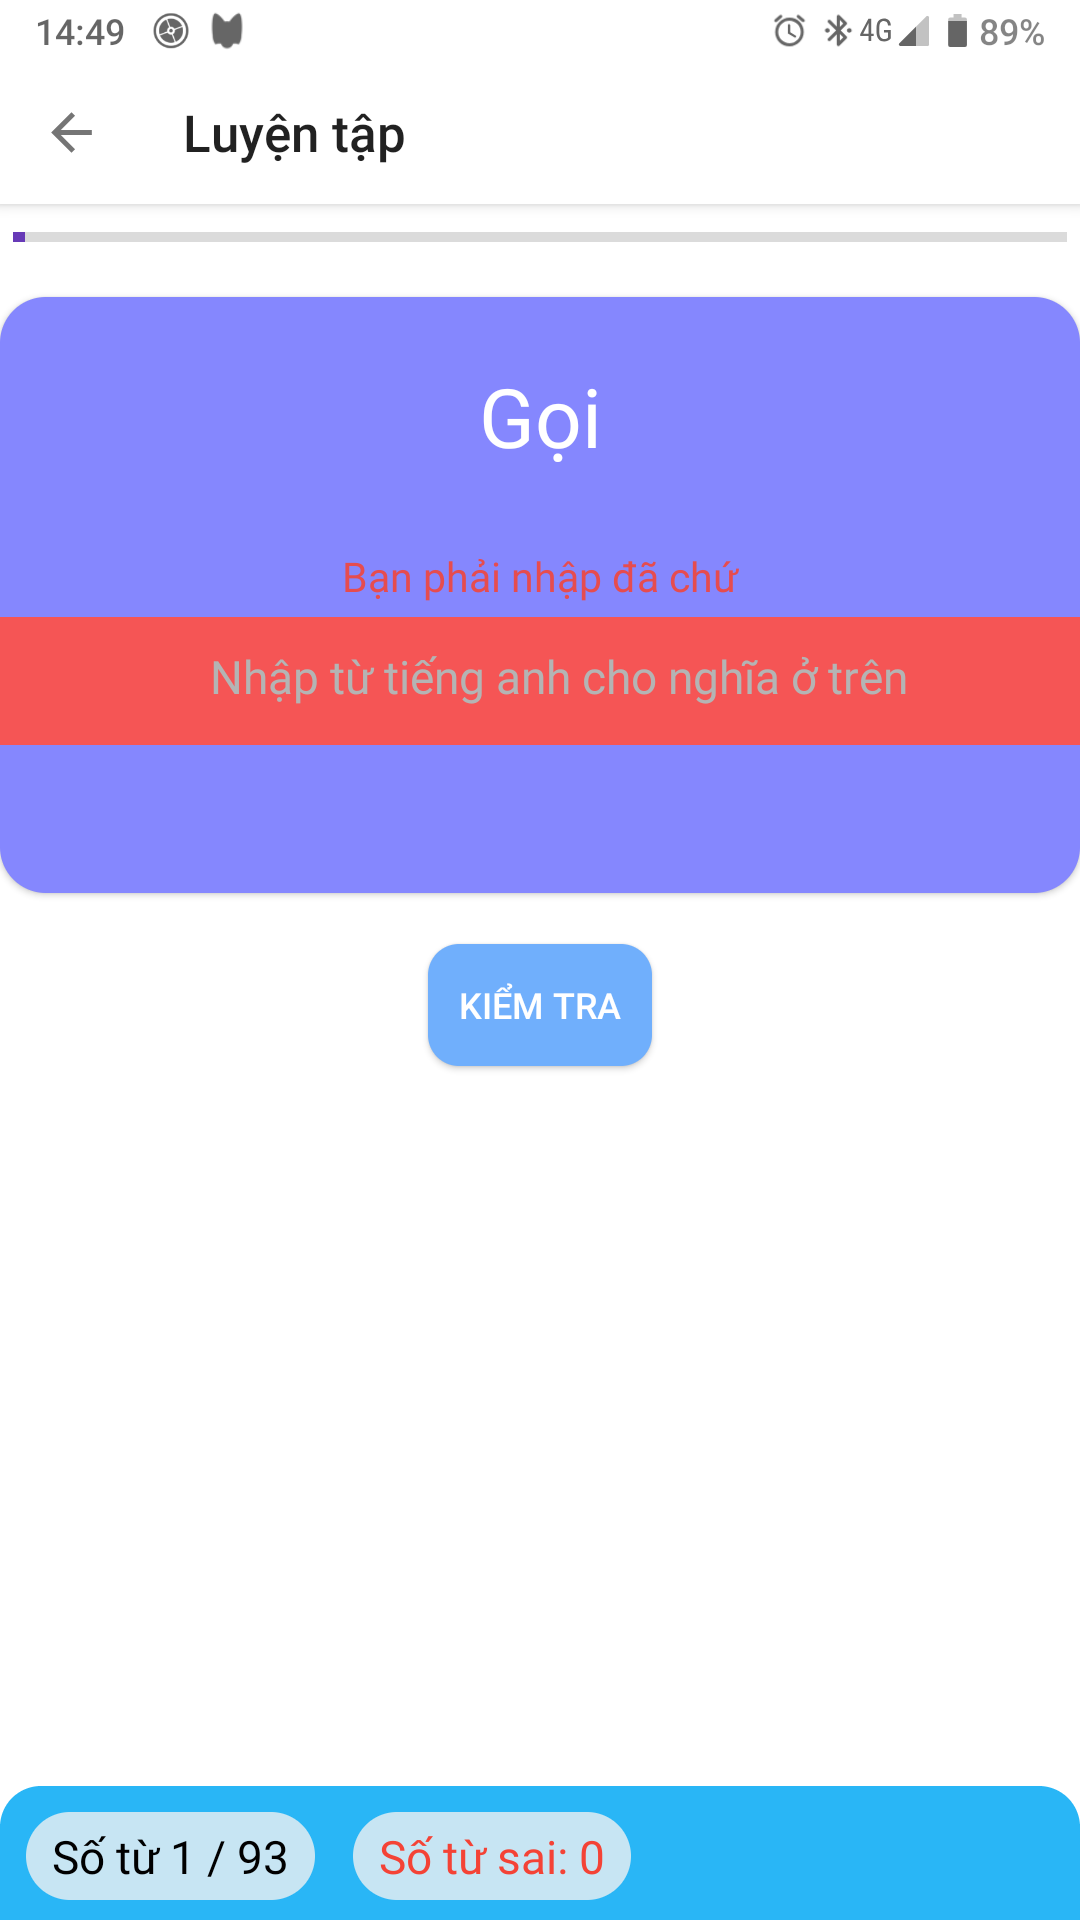 14:49 4G 89%
Luyện tập
Gọi
Bạn phải nhập đã chứ
Nhập từ tiếng anh cho nghĩa ở trên
KIỂM TRA
Số từ 1 / 93 Số từ sai: 0